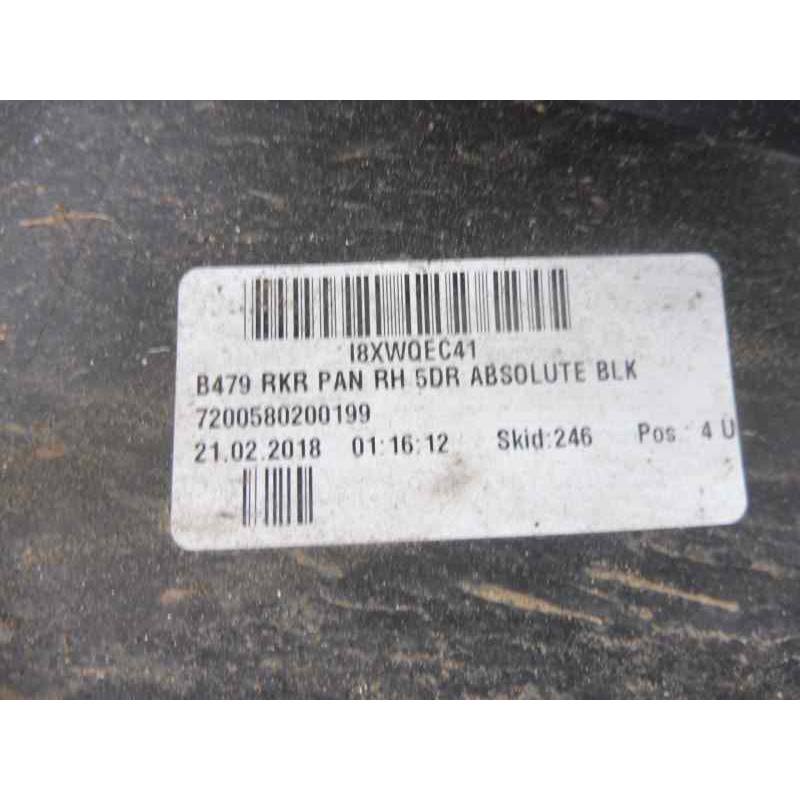 I8XWQEC41
B479 RKR PAN RH 5DR ABSOLUTE BLK
7200580200199
21.02.2018 01:16:12 Skid:246 Pos: 4 U